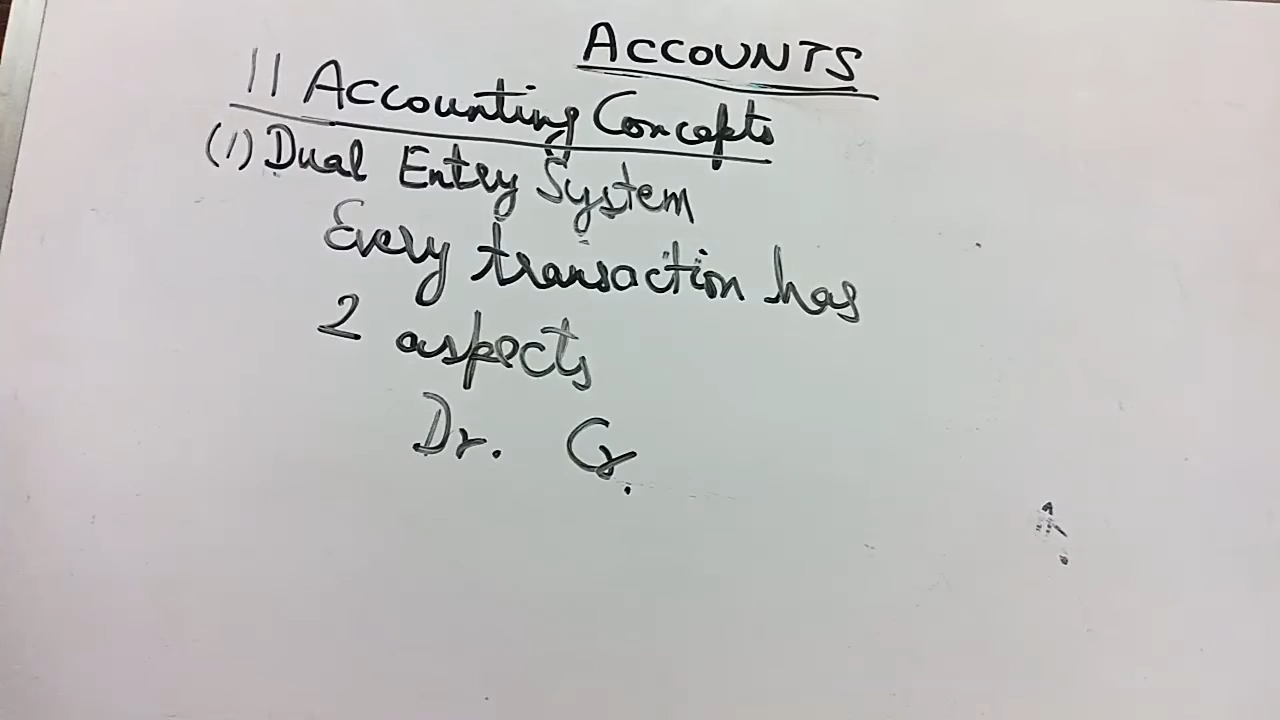 ACCOUNTS
11 Accounting Concepts
(1) Dual Entry System
Every transaction has
2 aspects
Dr. Cr.